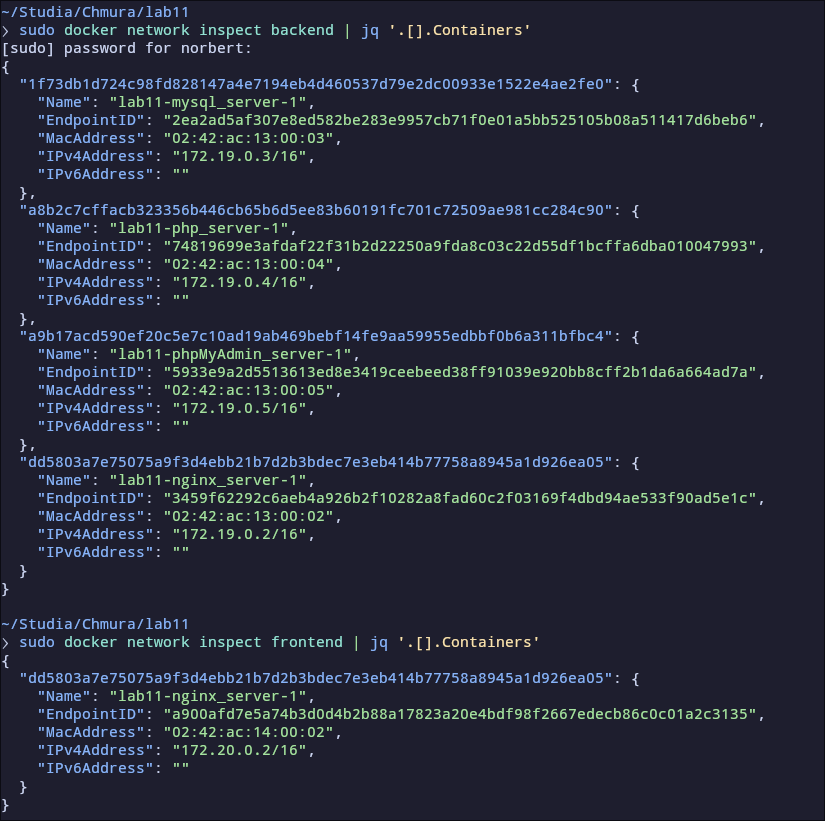 ~/Studia/Chmura/lab11
❯ sudo docker network inspect backend | jq '.[].Containers'
[sudo] password for norbert:
{
  "1f73db1d724c98fd828147a4e7194eb4d460537d79e2dc00933e1522e4ae2fe0": {
    "Name": "lab11-mysql_server-1",
    "EndpointID": "2ea2ad5af307e8ed582be283e9957cb71f0e01a5bb525105b08a511417d6beb6",
    "MacAddress": "02:42:ac:13:00:03",
    "IPv4Address": "172.19.0.3/16",
    "IPv6Address": ""
  },
  "a8b2c7cffacb323356b446cb65b6d5ee83b60191fc701c72509ae981cc284c90": {
    "Name": "lab11-php_server-1",
    "EndpointID": "74819699e3afdaf22f31b2d22250a9fda8c03c22d55df1bcffa6dba010047993",
    "MacAddress": "02:42:ac:13:00:04",
    "IPv4Address": "172.19.0.4/16",
    "IPv6Address": ""
  },
  "a9b17acd590ef20c5e7c10ad19ab469bebf14fe9aa59955edbbf0b6a311bfbc4": {
    "Name": "lab11-phpMyAdmin_server-1",
    "EndpointID": "5933e9a2d5513613ed8e3419ceebeed38ff91039e920bb8cff2b1da6a664ad7a",
    "MacAddress": "02:42:ac:13:00:05",
    "IPv4Address": "172.19.0.5/16",
    "IPv6Address": ""
  },
  "dd5803a7e75075a9f3d4ebb21b7d2b3bdec7e3eb414b77758a8945a1d926ea05": {
    "Name": "lab11-nginx_server-1",
    "EndpointID": "3459f62292c6aeb4a926b2f10282a8fad60c2f03169f4dbd94ae533f90ad5e1c",
    "MacAddress": "02:42:ac:13:00:02",
    "IPv4Address": "172.19.0.2/16",
    "IPv6Address": ""
  }
}
~/Studia/Chmura/lab11
❯ sudo docker network inspect frontend | jq '.[].Containers'
{
  "dd5803a7e75075a9f3d4ebb21b7d2b3bdec7e3eb414b77758a8945a1d926ea05": {
    "Name": "lab11-nginx_server-1",
    "EndpointID": "a900afd7e5a74b3d0d4b2b88a17823a20e4bdf98f2667edecb86c0c01a2c3135",
    "MacAddress": "02:42:ac:14:00:02",
    "IPv4Address": "172.20.0.2/16",
    "IPv6Address": ""
  }
}